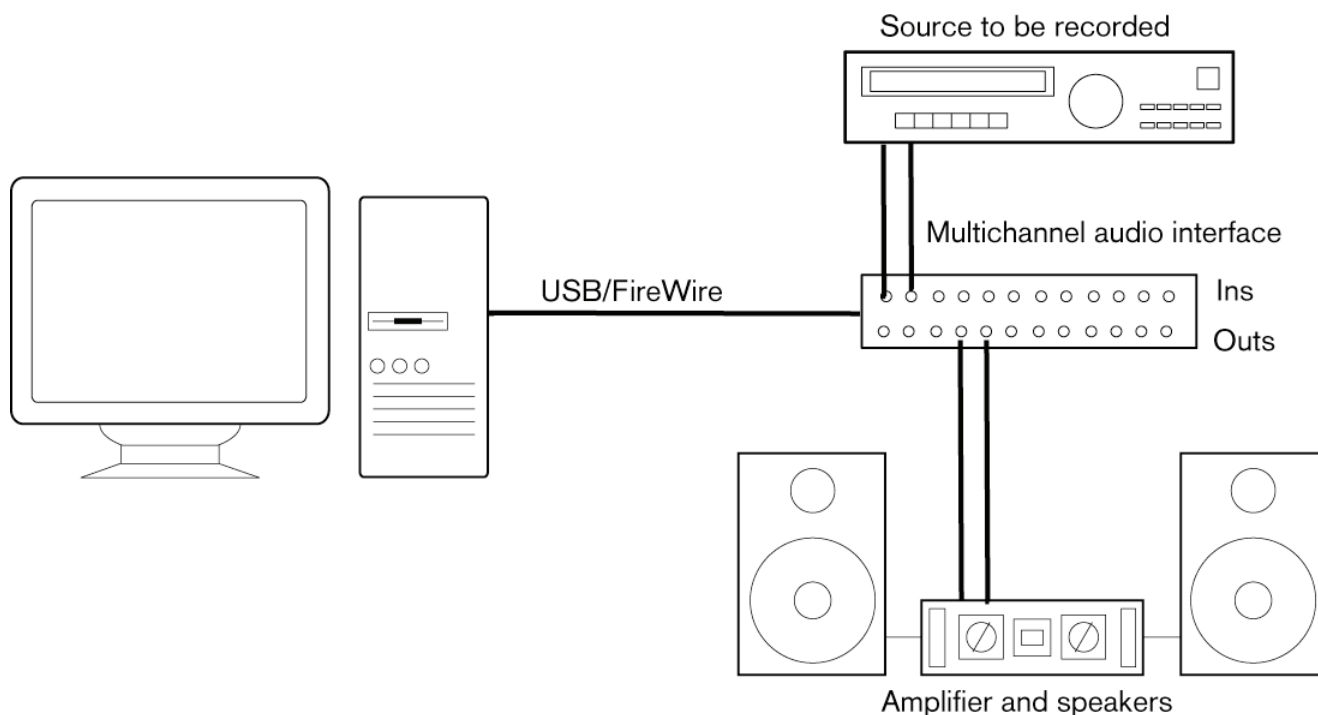 Source to be recorded
Multichannel audio interface
USB/FireWire
Ins
Outs
Amplifier and speakers